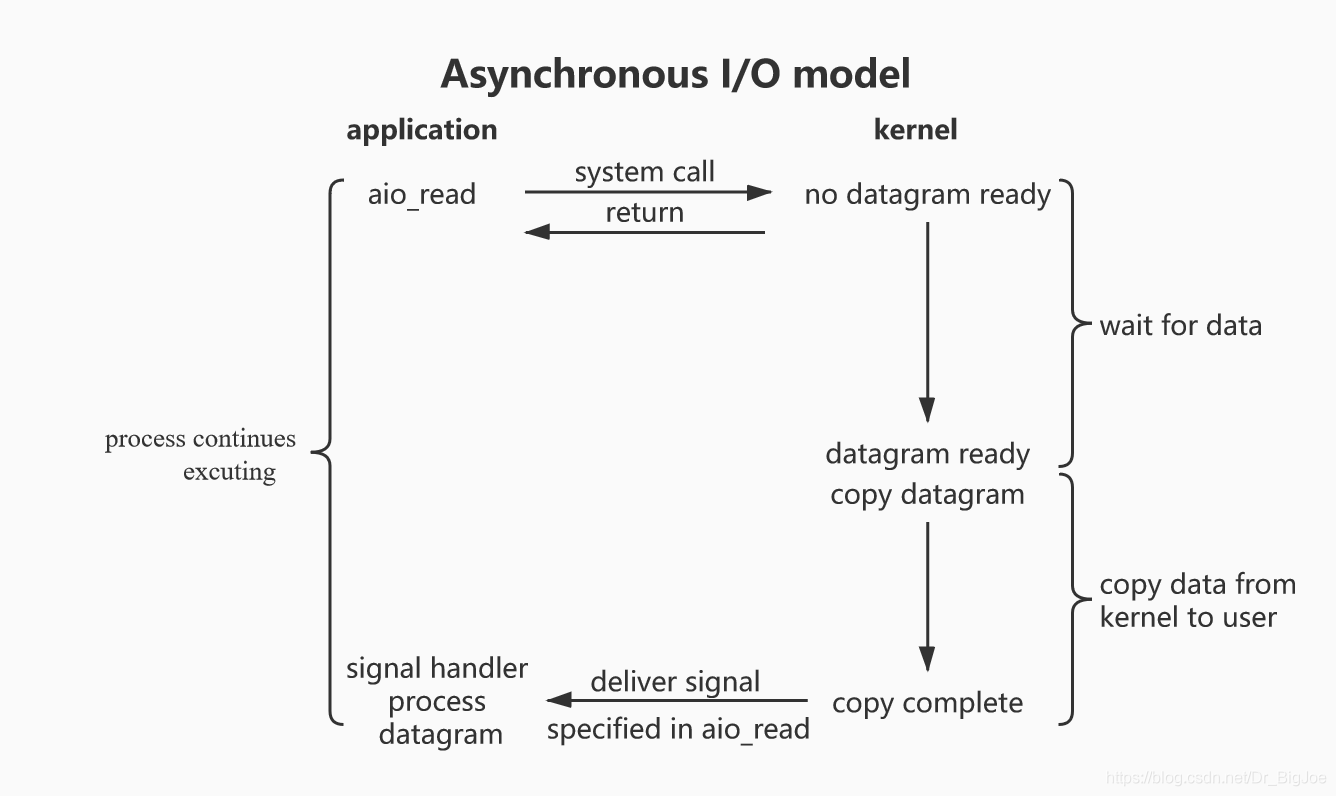 Asynchronous I/O model
application
kernel
aio_read
system call
no datagram ready
return
wait for data
process continues
excuting
datagram ready
copy datagram
copy data from
kernel to user
signal handler
process
datagram
deliver signal
specified in aio_read
copy complete
https://blog.csdn.net/Dr_BigJoe